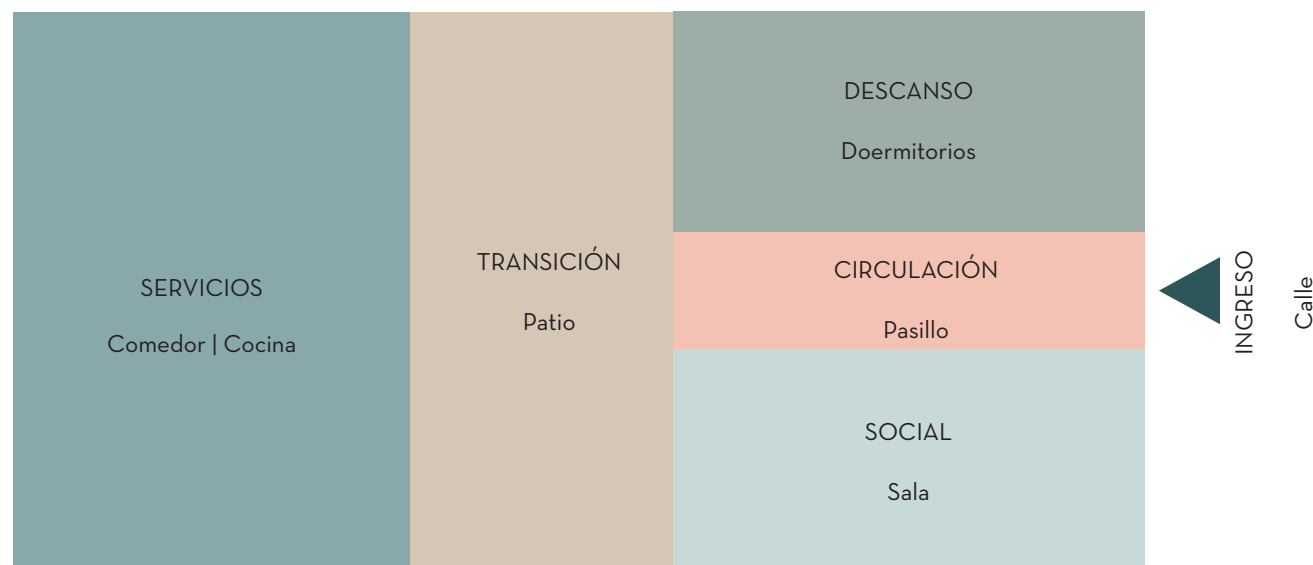 SERVICIOS
Comedor | Cocina
TRANSICIÓN
Patio
DESCANSO
Doermitorios
CIRCULACIÓN
Pasillo
SOCIAL
Sala
INGRESO
Calle